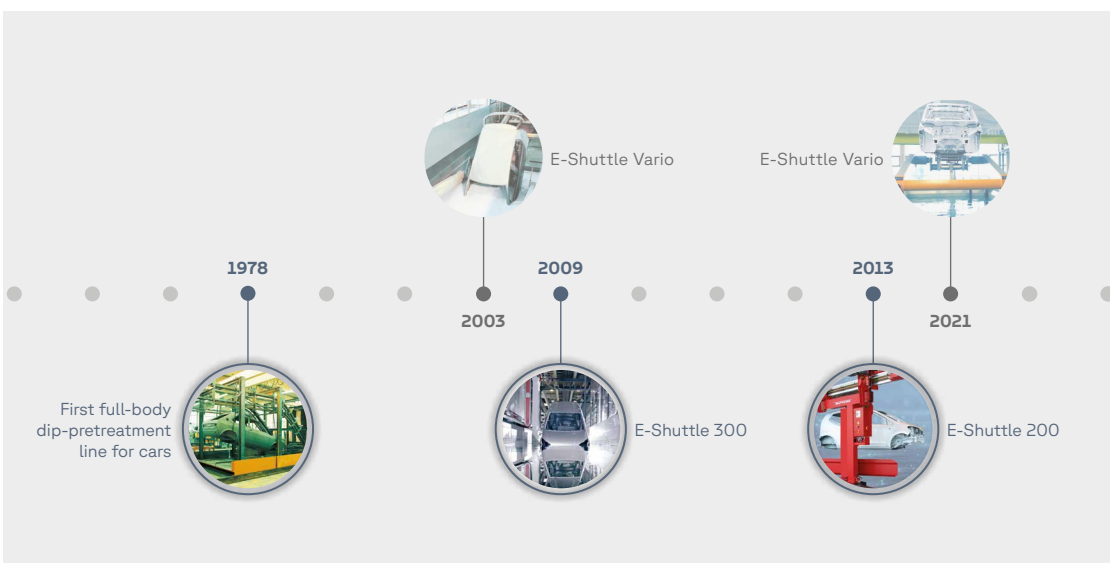 E-Shuttle Vario
E-Shuttle Vario
1978
2009
2013
2003
2021
First full-body
dip-pretreatment
line for cars
E-Shuttle 300
E-Shuttle 200